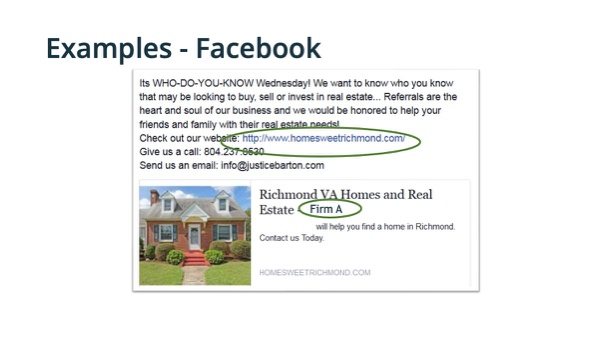 Examples - Facebook
Its WHO-DO-YOU-KNOW Wednesday! We want to know who you know
that may be looking to buy, sell or invest in real estate... Referrals are the
heart and soul of our business and we would be honored to help your
friends and family with their real estate needs!
Check out our website: http://www.homesweetrichmond.com/
Give us a call: 804.237.8530
Send us an email: info@justicebarton.com
Richmond VA Homes and Real
Estate - Firm A
will help you find a home in Richmond.
Contact us Today.
HOMESWEETRICHMOND.COM